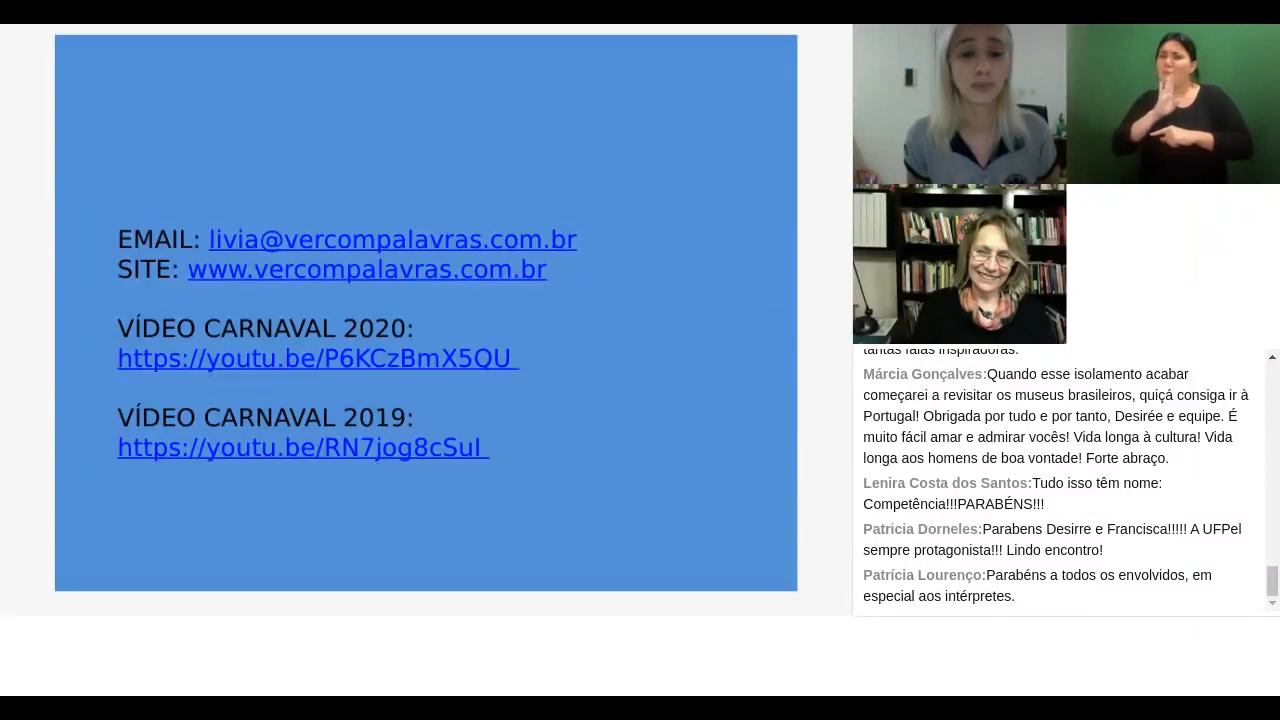 EMAIL: livia@vercompalavras.com.br
SITE: www.vercompalavras.com.br
VÍDEO CARNAVAL 2020:
https://youtu.be/P6KCzBmX5QU
VÍDEO CARNAVAL 2019:
https://youtu.be/RN7jog8cSuI
tantas falas inspiradoras.
Márcia Gonçalves:Quando esse isolamento acabar
começarei a revisitar os museus brasileiros, quiçá consiga ir à
Portugal! Obrigada por tudo e por tanto, Desirée e equipe. É
muito fácil amar e admirar vocês! Vida longa à cultura! Vida
longa aos homens de boa vontade! Forte abraço.
Lenira Costa dos Santos:Tudo isso têm nome:
Competência!!!PARABÉNS!!!
Patricia Dorneles:Parabens Desirre e Francisca!!!!! A UFPel
sempre protagonista!!! Lindo encontro!
Patrícia Lourenço:Parabéns a todos os envolvidos, em
especial aos intérpretes.